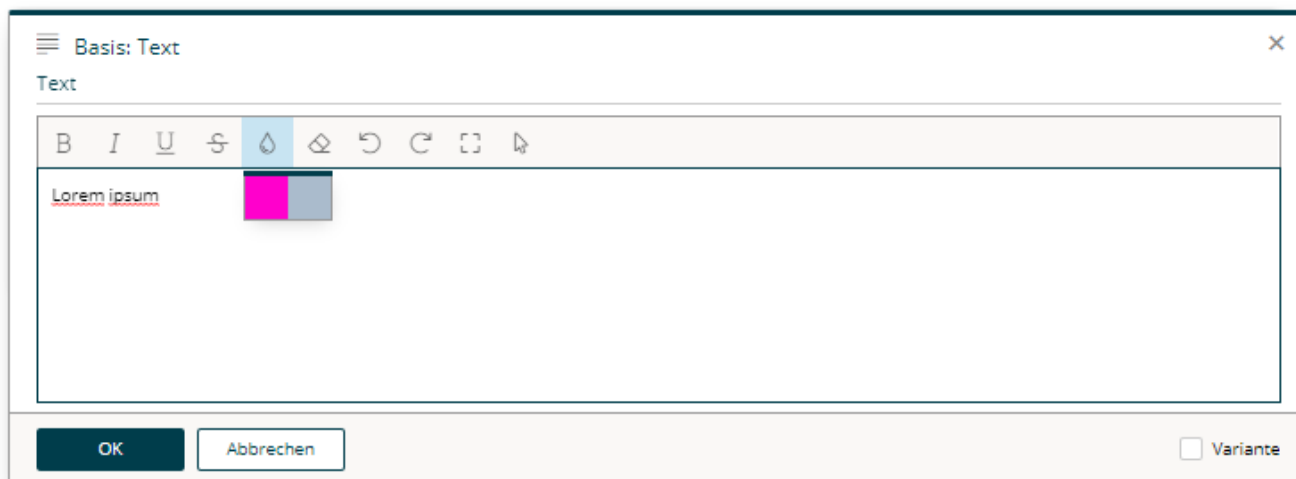 Basis: Text
Text
B I U S
Lorem ipsum
OK Abbrechen Variante